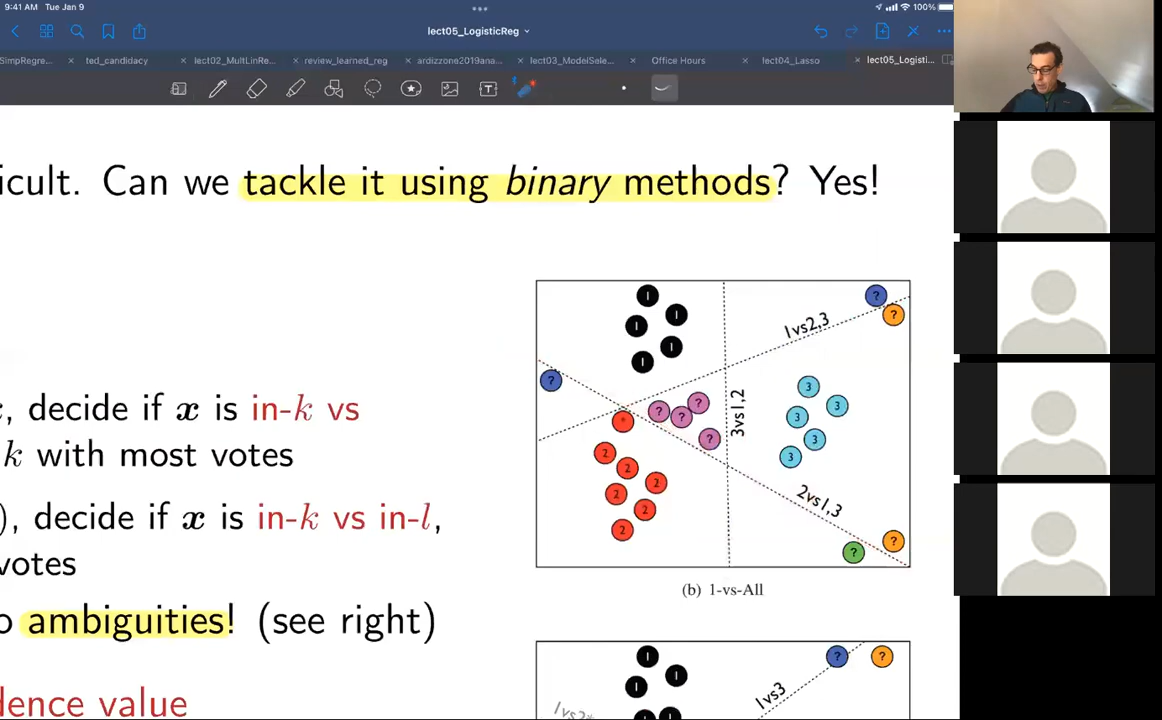 9:41 AM Tue Jan 9
100%
lect05_LogisticReg
SimpRegre...
ted_candidacy
lect02_MultLinRe...
review_learned_reg
ardizzone2019ana...
lect03_ModelSele...
Office Hours
lect04_Lasso
lect05_Logisti...
icult. Can we tackle it using binary methods? Yes!
, decide if x is in-k vs
k with most votes
), decide if x is in-k vs in-l,
votes
o ambiguities! (see right)
dence value
1 1 1 1 1
? ?
1vs2,3
?
? ? ? ?
3vs1,2
3 3 3 3 3
2 2 2 2 2 2
2vs1,3
? ?
(b) 1-vs-All
1 1 1
? ?
1vs2
1vs3